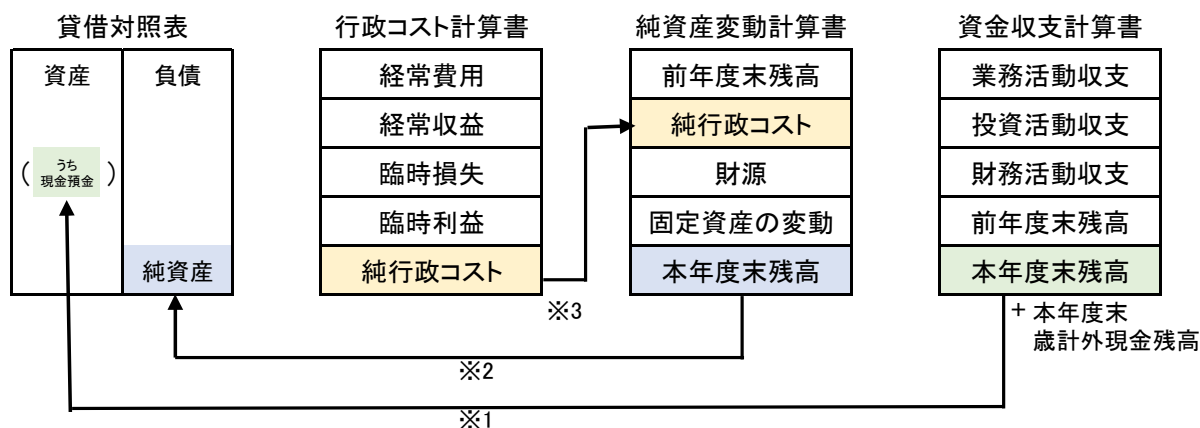 貸借対照表
資産
負債
( うち
現金預金 )
純資産
行政コスト計算書
経常費用
経常収益
臨時損失
臨時利益
純行政コスト
純資産変動計算書
前年度末残高
純行政コスト
財源
固定資産の変動
本年度末残高
資金収支計算書
業務活動収支
投資活動収支
財務活動収支
前年度末残高
本年度末残高
+ 本年度末
歳計外現金残高
※3
※2
※1